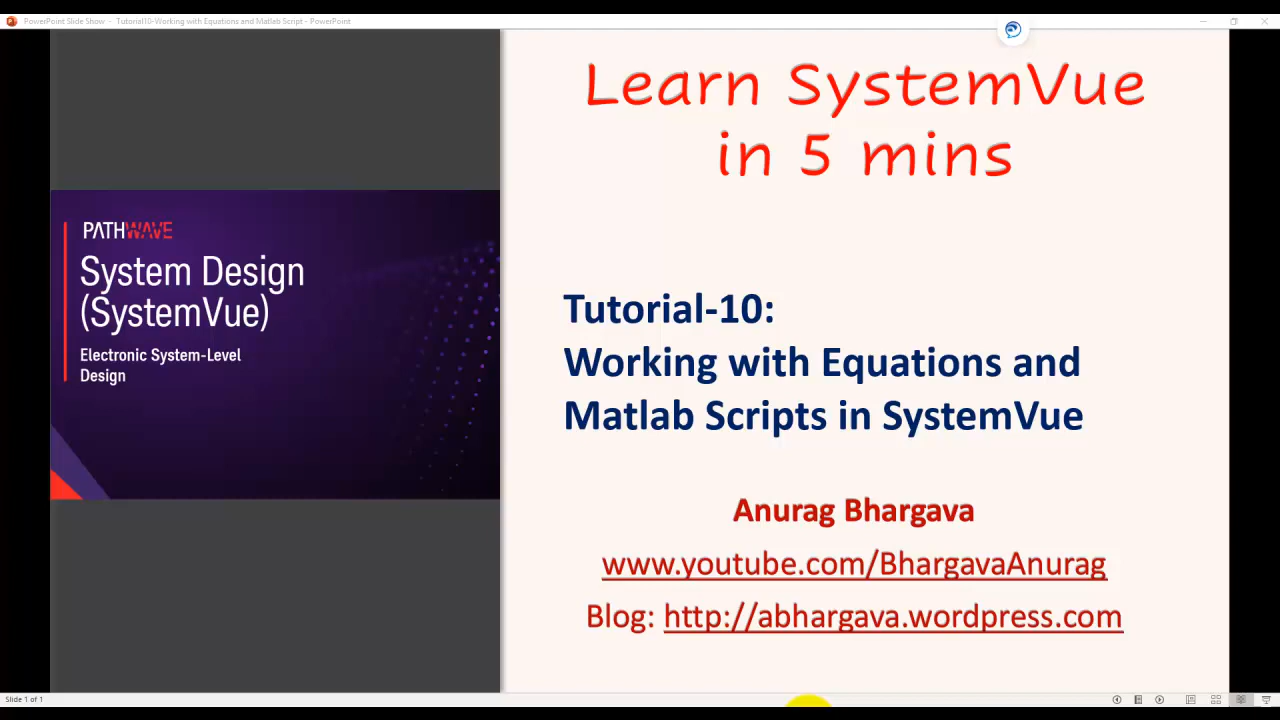 PowerPoint Slide Show - Tutorial10-Working with Equations and Matlab Script - PowerPoint
Learn SystemVue
in 5 mins
PATHWAVE
System Design
(SystemVue)
Electronic System-Level
Design
Tutorial-10:
Working with Equations and
Matlab Scripts in SystemVue
Anurag Bhargava
www.youtube.com/BhargavaAnurag
Blog: http://abhargava.wordpress.com
Slide 1 of 1